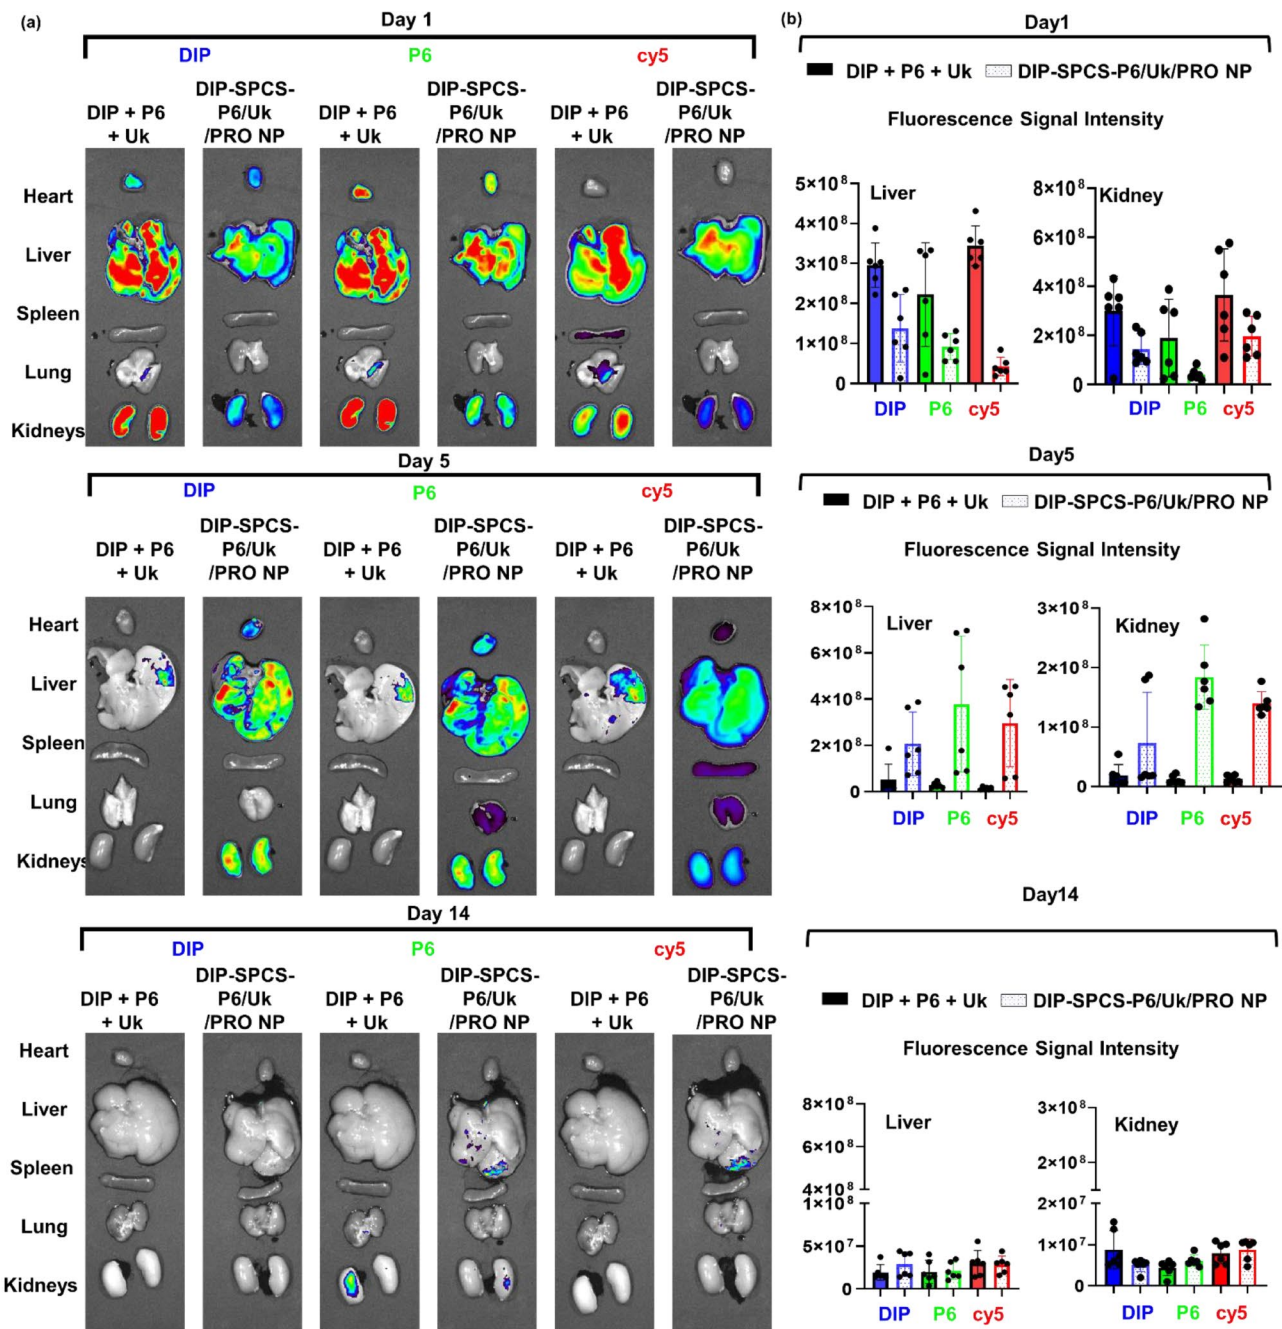 (a)
Day 1
DIP P6 cy5
DIP + P6 + Uk
DIP-SPCS-P6/Uk/PRO NP
DIP + P6 + Uk
DIP-SPCS-P6/Uk/PRO NP
DIP + P6 + Uk
DIP-SPCS-P6/Uk/PRO NP
Heart
Liver
Spleen
Lung
Kidneys
Day 5
DIP P6 cy5
DIP + P6 + Uk
DIP-SPCS-P6/Uk/PRO NP
DIP + P6 + Uk
DIP-SPCS-P6/Uk/PRO NP
DIP + P6 + Uk
DIP-SPCS-P6/Uk/PRO NP
Heart
Liver
Spleen
Lung
Kidneys
Day 14
DIP P6 cy5
DIP + P6 + Uk
DIP-SPCS-P6/Uk/PRO NP
DIP + P6 + Uk
DIP-SPCS-P6/Uk/PRO NP
DIP + P6 + Uk
DIP-SPCS-P6/Uk/PRO NP
Heart
Liver
Spleen
Lung
Kidneys
(b)
Day1
DIP + P6 + Uk DIP-SPCS-P6/Uk/PRO NP
Fluorescence Signal Intensity
Liver
5×10⁸
4×10⁸
3×10⁸
2×10⁸
1×10⁸
0
DIP P6 cy5
Kidney
8×10⁸
6×10⁸
4×10⁸
2×10⁸
0
DIP P6 cy5
Day5
DIP + P6 + Uk DIP-SPCS-P6/Uk/PRO NP
Fluorescence Signal Intensity
Liver
8×10⁸
6×10⁸
4×10⁸
2×10⁸
0
DIP P6 cy5
Kidney
3×10⁸
2×10⁸
1×10⁸
0
DIP P6 cy5
Day14
DIP + P6 + Uk DIP-SPCS-P6/Uk/PRO NP
Fluorescence Signal Intensity
Liver
8×10⁸
6×10⁸
4×10⁸
1×10⁸
5×10⁷
0
DIP P6 cy5
Kidney
3×10⁸
2×10⁸
2×10⁷
1×10⁷
0
DIP P6 cy5